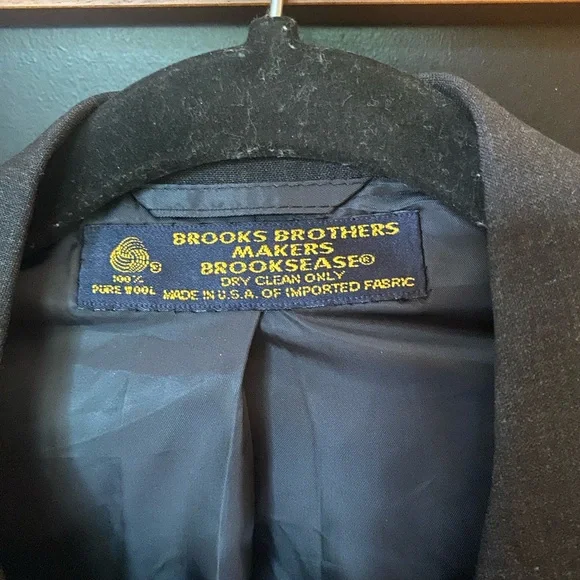 BROOKS BROTHERS
MAKERS
BROOKSEASE®
DRY CLEAN ONLY
MADE IN U.S.A. OF IMPORTED FABRIC
100%
PURE WOOL